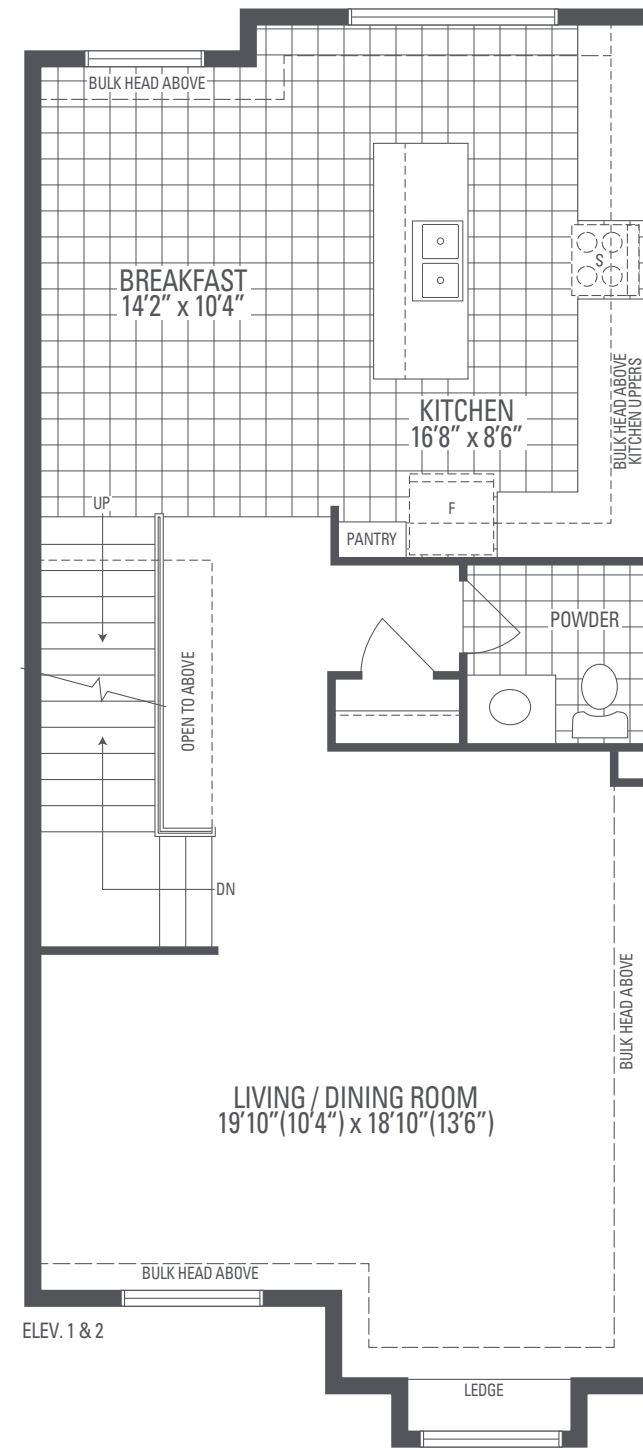 BULK HEAD ABOVE
BREAKFAST
14'2” x 10'4”
S
BULK HEAD ABOVE
KITCHEN UPPERS
KITCHEN
16'8” x 8'6”
UP
F
PANTRY
POWDER
OPEN TO ABOVE
DN
BULK HEAD ABOVE
LIVING / DINING ROOM
19'10”(10'4“) x 18'10”(13'6”)
BULK HEAD ABOVE
ELEV. 1 & 2
LEDGE